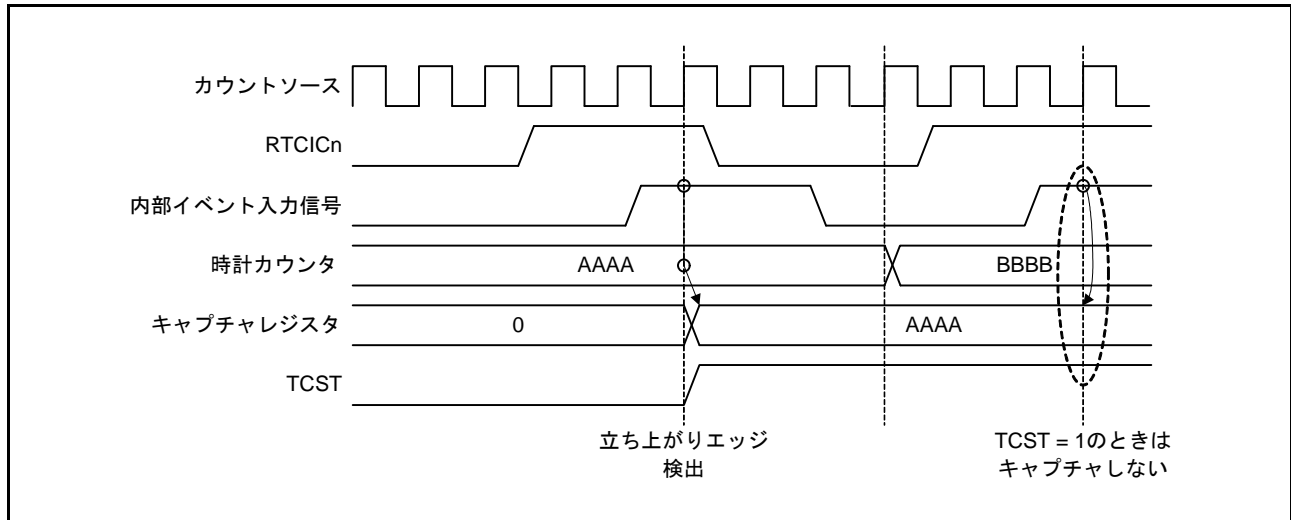 カウントソース
RTCICn
内部イベント入力信号
時計カウンタ
AAAA
BBBB
キャプチャレジスタ
0
AAAA
TCST
立ち上がりエッジ
検出
TCST = 1のときは
キャプチャしない